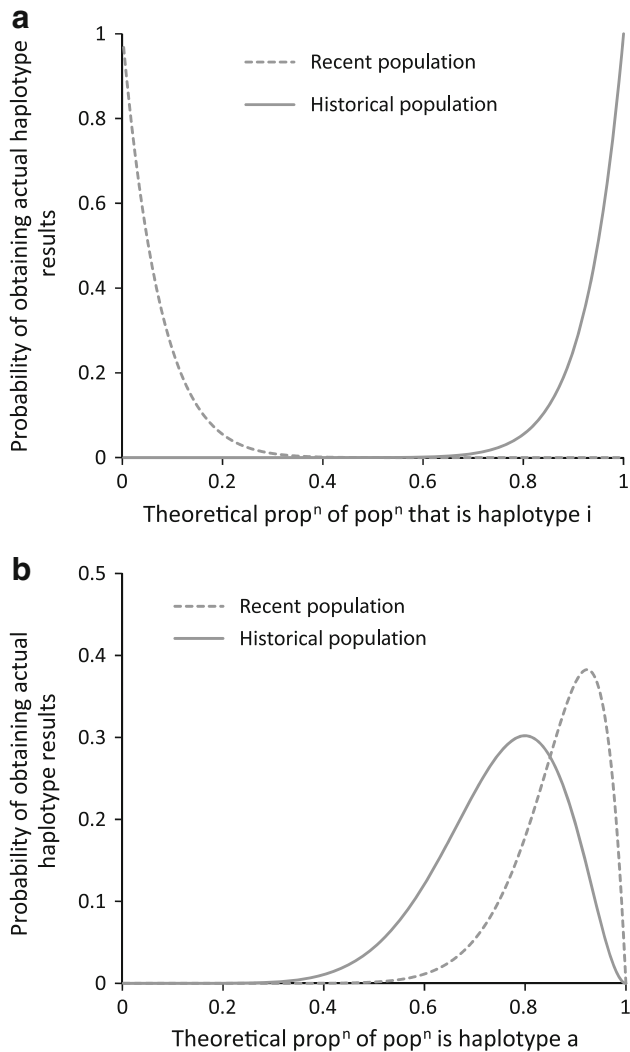 a
Probability of obtaining actual haplotype
results
1
0.8
0.6
0.4
0.2
0
Recent population
Historical population
0 0.2 0.4 0.6 0.8 1
Theoretical propⁿ of popⁿ that is haplotype i
b
Probability of obtaining actual
haplotype results
0.5
0.4
0.3
0.2
0.1
0
Recent population
Historical population
0 0.2 0.4 0.6 0.8 1
Theoretical propⁿ of popⁿ is haplotype a